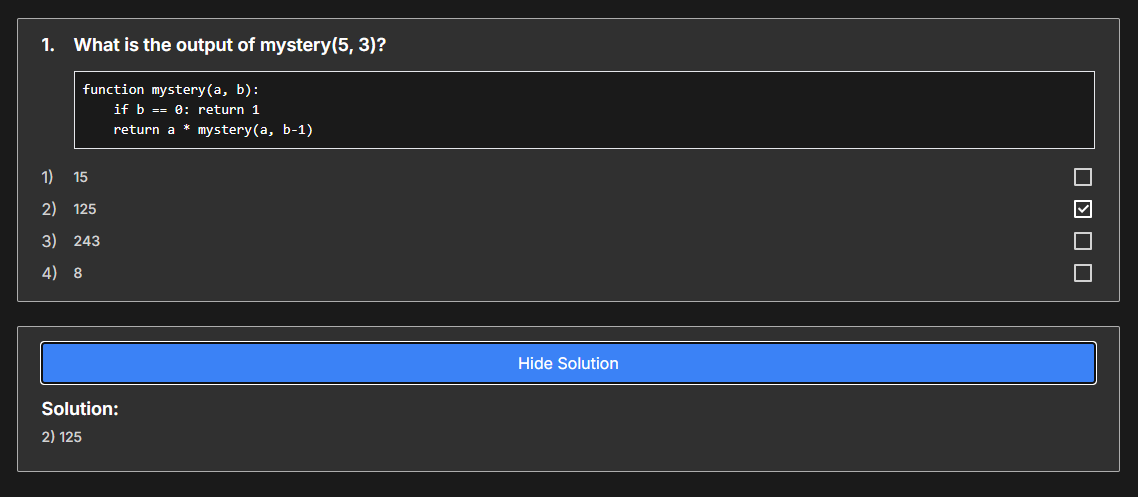 1. What is the output of mystery(5, 3)?
function mystery(a, b):
    if b == 0: return 1
    return a * mystery(a, b-1)
1) 15
2) 125
3) 243
4) 8
Hide Solution
Solution:
2) 125